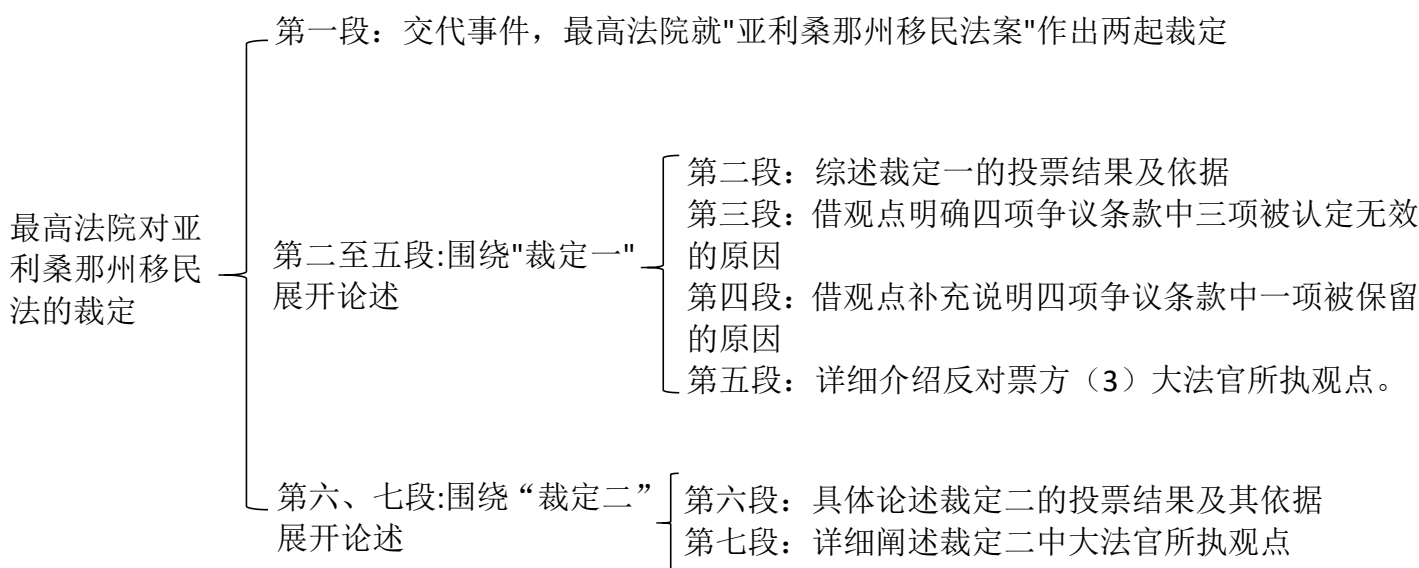 第一段：交代事件，最高法院就"亚利桑那州移民法案"作出两起裁定
最高法院对亚
利桑那州移民
法的裁定
第二至五段:围绕"裁定一"
展开论述
第二段：综述裁定一的投票结果及依据
第三段：借观点明确四项争议条款中三项被认定无效
的原因
第四段：借观点补充说明四项争议条款中一项被保留
的原因
第五段：详细介绍反对票方（3）大法官所执观点。
第六、七段:围绕“裁定二”
展开论述
第六段：具体论述裁定二的投票结果及其依据
第七段：详细阐述裁定二中大法官所执观点